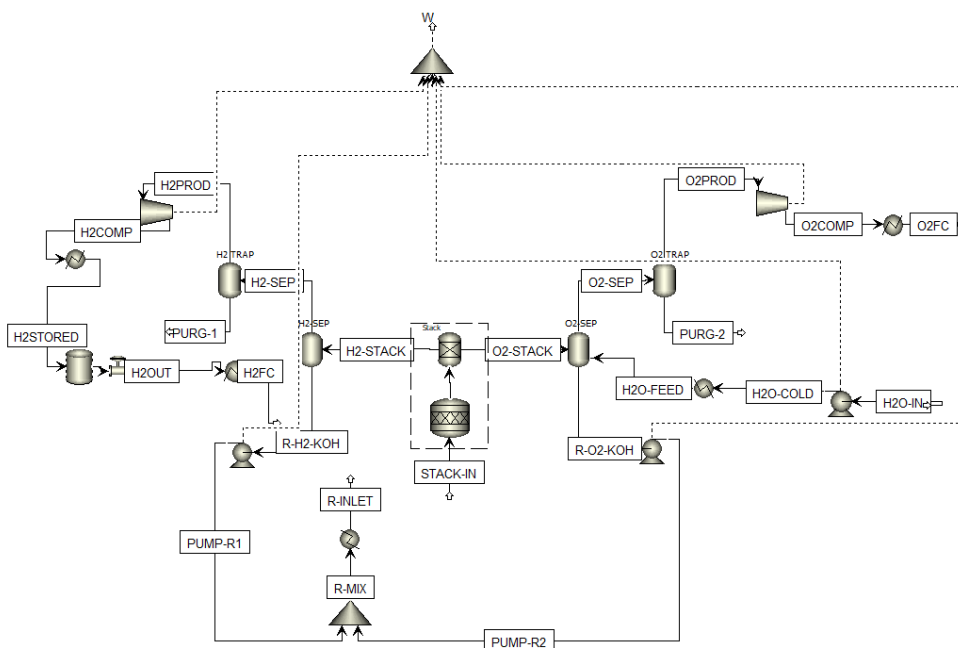 W
H2PROD
O2PROD
H2COMP
O2COMP
O2FC
H2 TRAP
O2 TRAP
H2-SEP
O2-SEP
H2STORED
PURG-1
H2-SEP
Stack
O2-SEP
PURG-2
H2-STACK
O2-STACK
H2OUT
H2FC
H2O-FEED
H2O-COLD
H2O-IN
R-H2-KOH
R-O2-KOH
STACK-IN
R-INLET
PUMP-R1
R-MIX
PUMP-R2